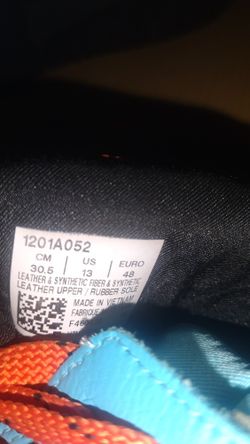 1201A052
CM US EURO
30.5 13 48
LEATHER & SYNTHETIC FIBER & SYNTHETIC
LEATHER UPPER / RUBBER SOLE
MADE IN VIETNAM
FABRIQUÉ